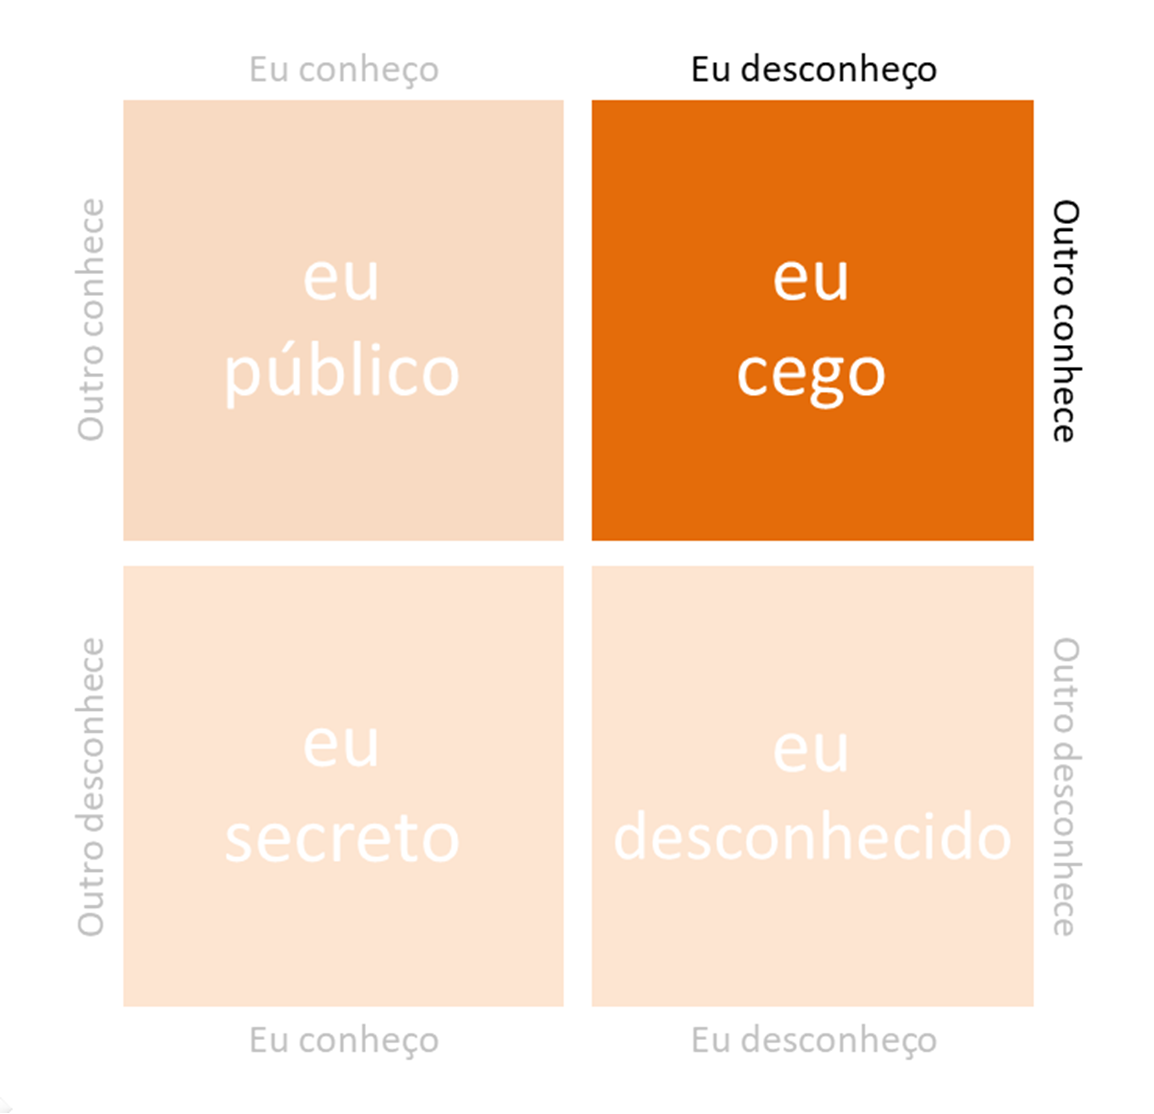 Eu conheço
Eu desconheço
Outro conhece
eu
público
eu
cego
Outro conhece
Outro desconhece
eu
secreto
eu
desconhecido
Outro desconhece
Eu conheço
Eu desconheço